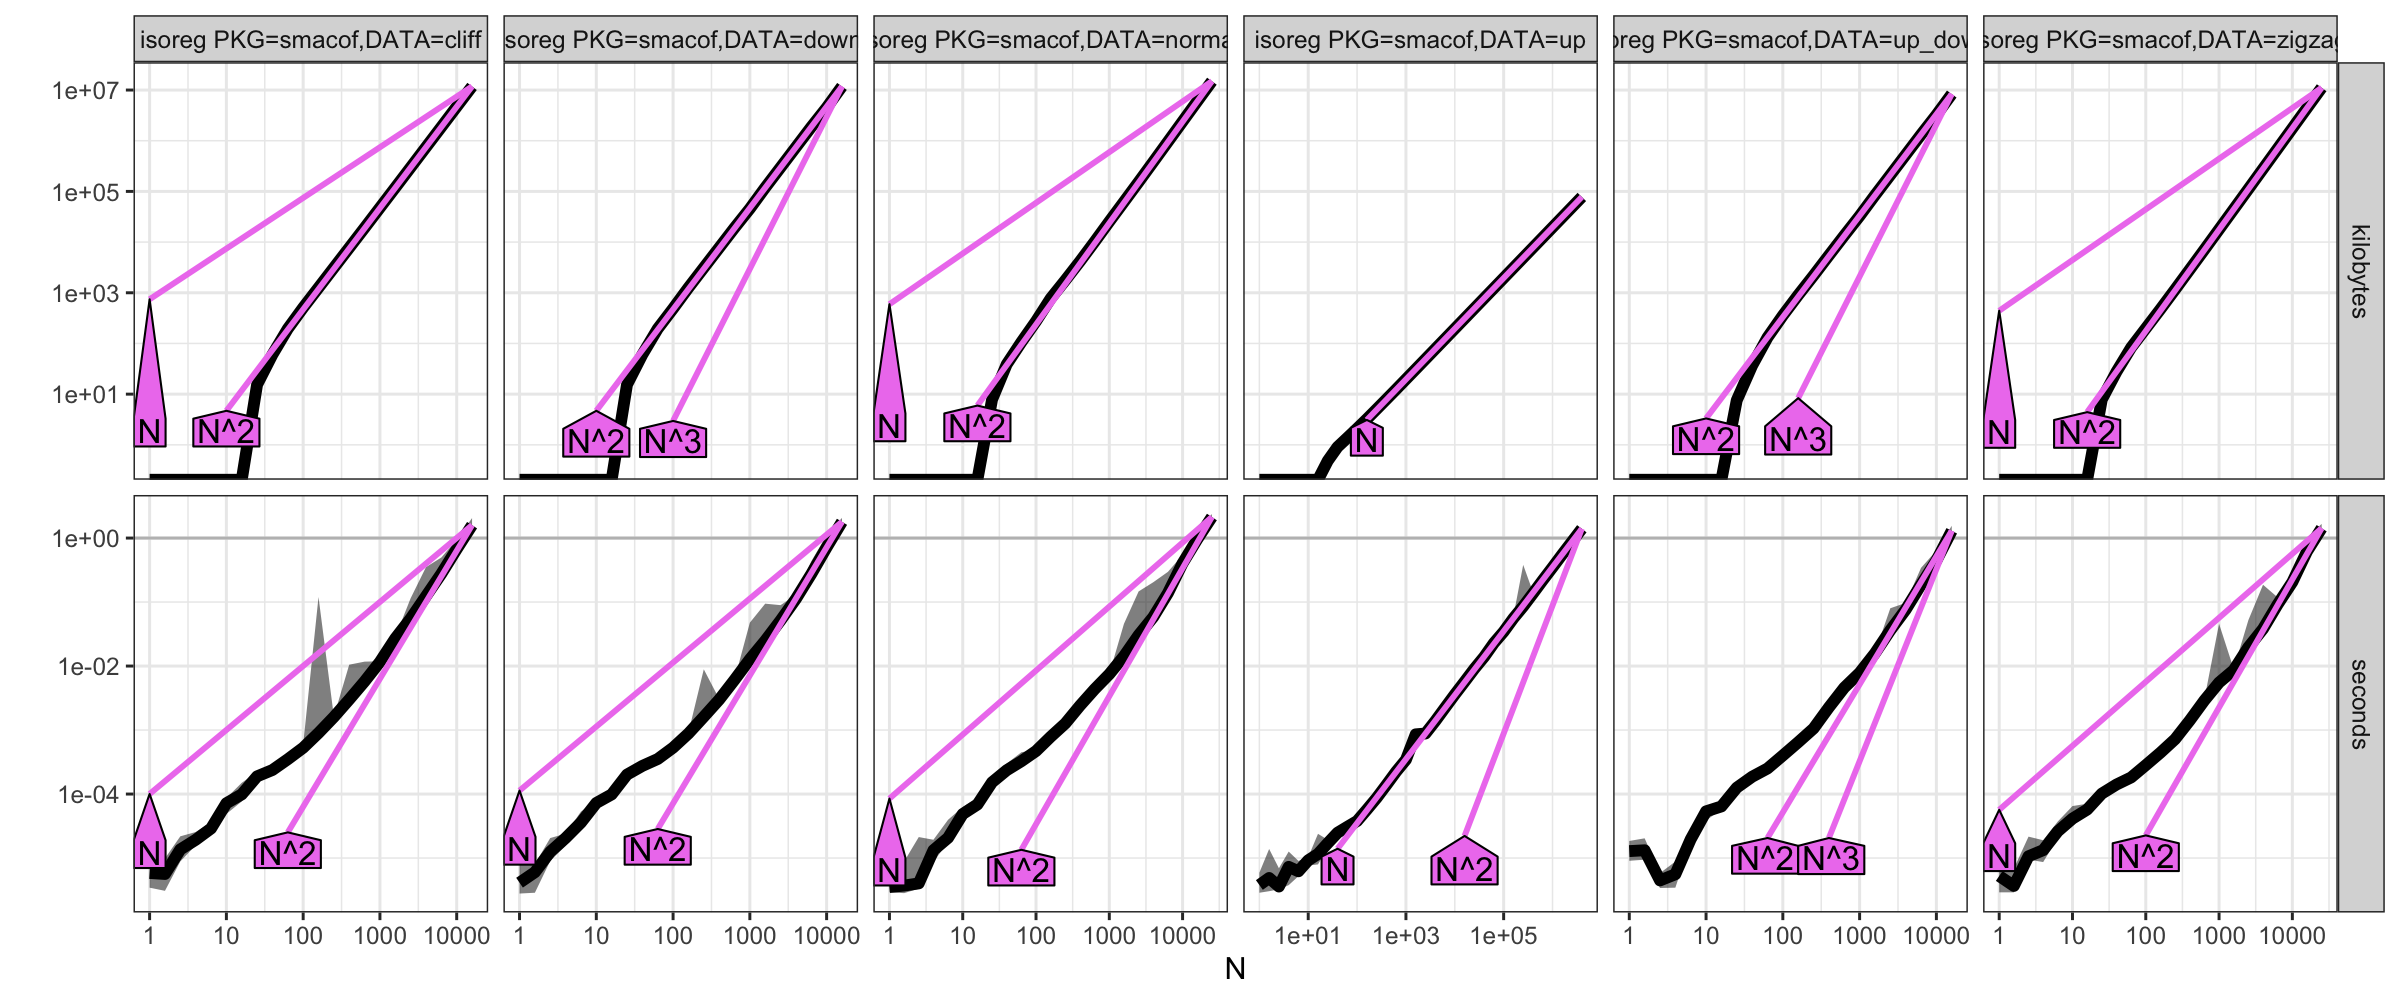 isoreg PKG=smacof,DATA=cliff
soreg PKG=smacof,DATA=down
soreg PKG=smacof,DATA=norma
isoreg PKG=smacof,DATA=up
oreg PKG=smacof,DATA=up_dow
soreg PKG=smacof,DATA=zigzag
1e+07
1e+05
1e+03
1e+01
N
N^2
N^2
N^3
N
N^2
N
N^2
N^3
N
N^2
kilobytes
1e+00
1e-02
1e-04
N
N^2
N
N^2
N
N^2
N
N^2
N^2
N^3
N
N^2
seconds
1 10 100 1000 10000
1 10 100 1000 10000
1 10 100 1000 10000
1e+01 1e+03 1e+05
1 10 100 1000 10000
1 10 100 1000 10000
N